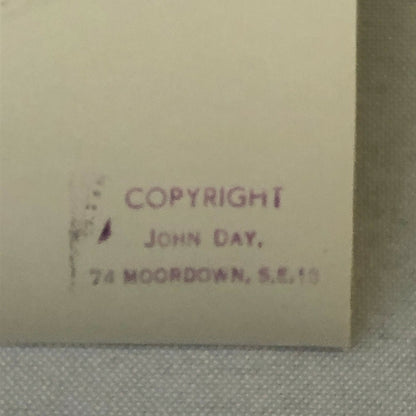 COPYRIGHT
JOHN DAY,
74 MOORDOWN, S.E.18